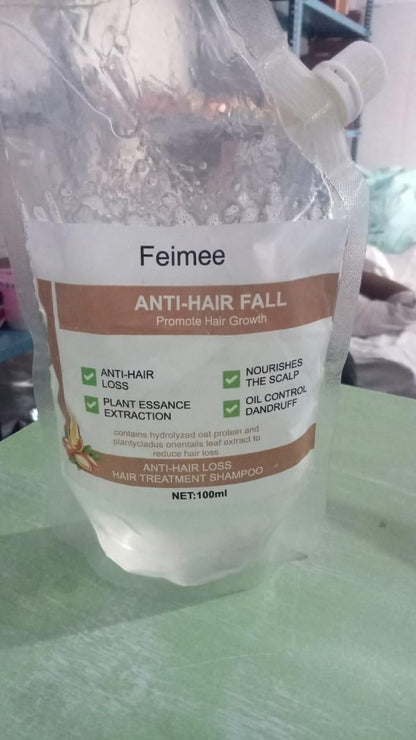 Feimee
ANTI-HAIR FALL
Promote Hair Growth
ANTI-HAIR
LOSS
NOURISHES
THE SCALP
PLANT ESSANCE
EXTRACTION
OIL CONTROL
DANDRUFF
contains hydrolyzed oat protein and
plantycladus orientails leaf extract to
reduce hair loss
ANTI-HAIR LOSS
HAIR TREATMENT SHAMPOO
NET:100ml